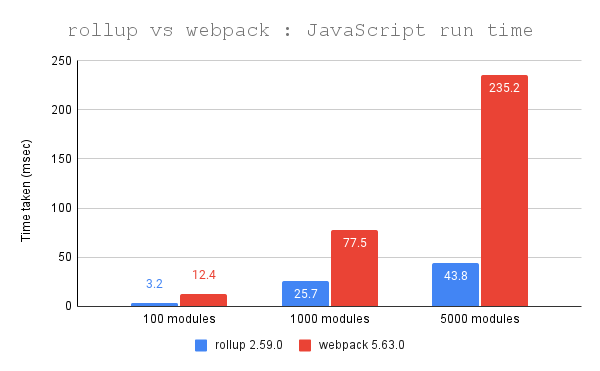 rollup vs webpack : JavaScript run time
250
200
150
100
50
0
Time taken (msec)
3.2
12.4
25.7
77.5
43.8
235.2
100 modules
1000 modules
5000 modules
rollup 2.59.0
webpack 5.63.0